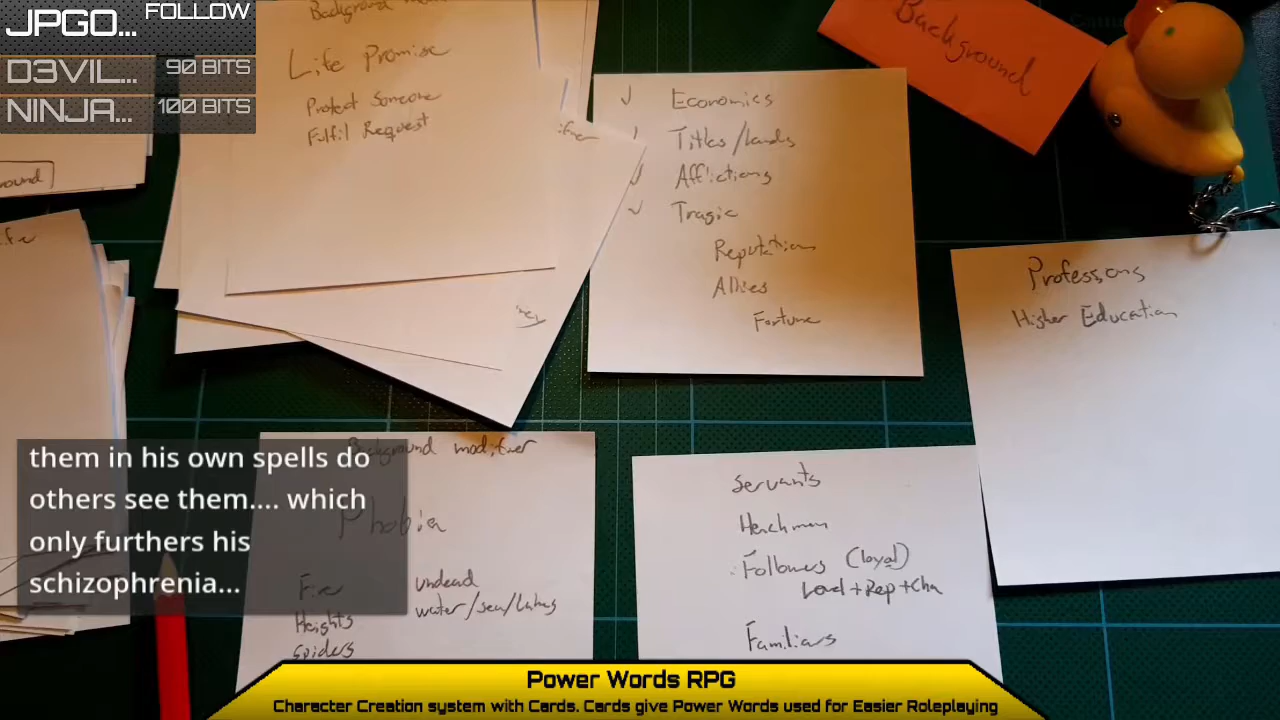 JPGO... FOLLOW
D3VIL... 90 BITS
NINJA... 100 BITS
Life Promise
Protect Someone
Fulfil Request
Background
Economics
Titles/Lands
Afflictions
Tragic
Reputation
Allies
Fortune
Professions
Higher Education
Background modifier
Phobia
Fire
Heights
Spiders
undead
water/sea/lakes
Servants
Henchman
Followers (loyal)
Level+Rep+Cha
Familiars
them in his own spells do
others see them.... which
only furthers his
schizophrenia...
Power Words RPG
Character Creation system with Cards. Cards give Power Words used for Easier Roleplaying